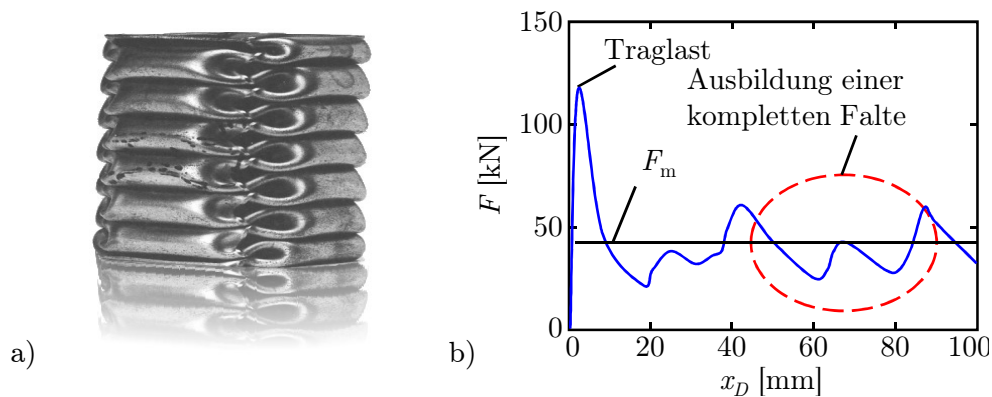 a)
b)
150
100
50
0
F [kN]
Traglast
Ausbildung einer
kompletten Falte
F_m
0 20 40 60 80 100
x_D [mm]